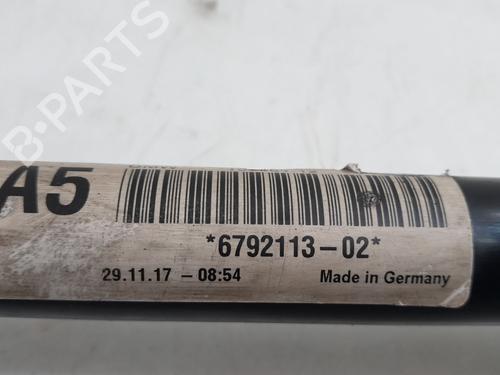 B-PARTS
A5
*6792113-02*
29.11.17 - 08:54 Made in Germany